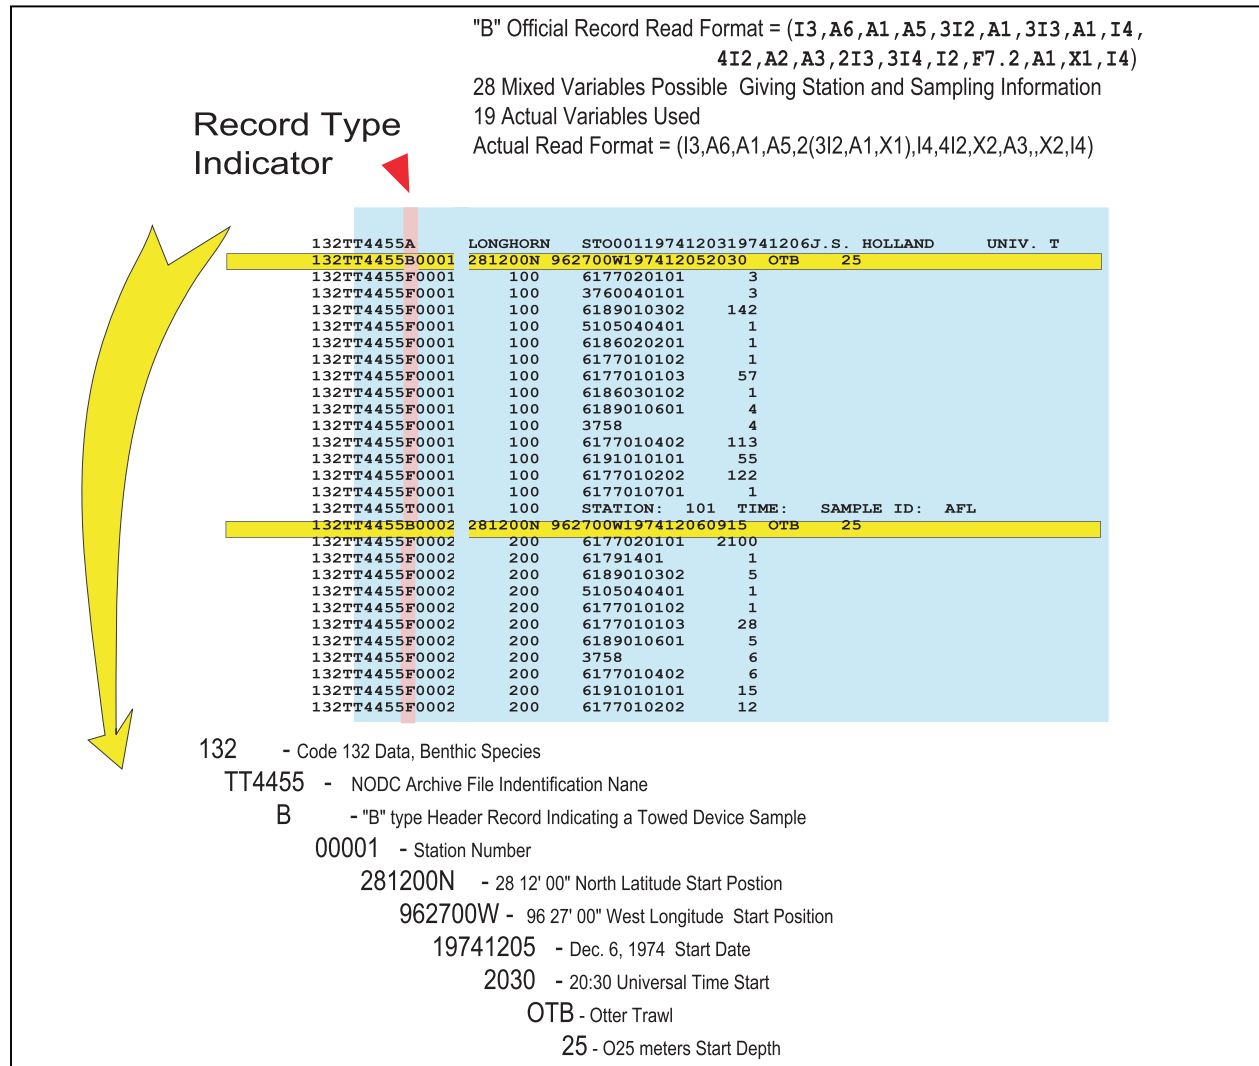 "B" Official Record Read Format = (I3,A6,A1,A5,3I2,A1,3I3,A1,I4,
4I2,A2,A3,2I3,3I4,I2,F7.2,A1,X1,I4)
28 Mixed Variables Possible Giving Station and Sampling Information
19 Actual Variables Used
Actual Read Format = (I3,A6,A1,A5,2(3I2,A1,X1),I4,4I2,X2,A3,,X2,I4)
Record Type
Indicator
132TT4455A LONGHORN STO0011974120319741206J.S. HOLLAND UNIV. T
132TT4455B0001 281200N 962700W197412052030 OTB 25
132TT4455F0001 100 6177020101 3
132TT4455F0001 100 3760040101 3
132TT4455F0001 100 6189010302 142
132TT4455F0001 100 5105040401 1
132TT4455F0001 100 6186020201 1
132TT4455F0001 100 6177010102 1
132TT4455F0001 100 6177010103 57
132TT4455F0001 100 6186030102 1
132TT4455F0001 100 6189010601 4
132TT4455F0001 100 3758 4
132TT4455F0001 100 6177010402 113
132TT4455F0001 100 6191010101 55
132TT4455F0001 100 6177010202 122
132TT4455F0001 100 6177010701 1
132TT4455T0001 100 STATION: 101 TIME: SAMPLE ID: AFL
132TT4455B0002 281200N 962700W197412060915 OTB 25
132TT4455F0002 200 6177020101 2100
132TT4455F0002 200 61791401 1
132TT4455F0002 200 6189010302 5
132TT4455F0002 200 5105040401 1
132TT4455F0002 200 6177010102 1
132TT4455F0002 200 6177010103 28
132TT4455F0002 200 6189010601 5
132TT4455F0002 200 3758 6
132TT4455F0002 200 6177010402 6
132TT4455F0002 200 6191010101 15
132TT4455F0002 200 6177010202 12
132 - Code 132 Data, Benthic Species
TT4455 - NODC Archive File Indentification Nane
B - "B" type Header Record Indicating a Towed Device Sample
00001 - Station Number
281200N - 28 12' 00" North Latitude Start Postion
962700W - 96 27' 00" West Longitude Start Position
19741205 - Dec. 6, 1974 Start Date
2030 - 20:30 Universal Time Start
OTB - Otter Trawl
25 - O25 meters Start Depth